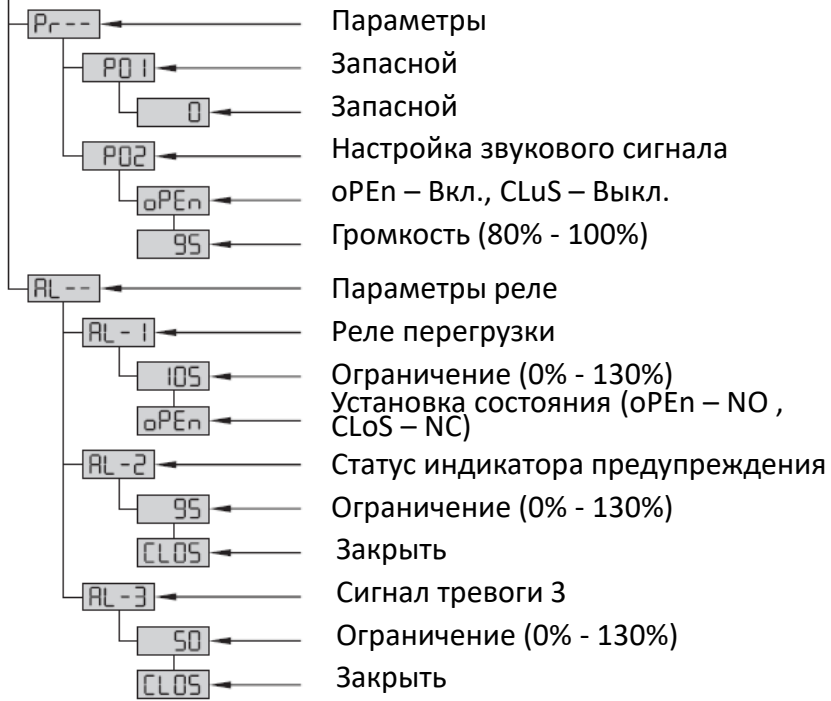 Pr-- Параметры
P01 Запасной
0 Запасной
P02 Настройка звукового сигнала
oPEn oPEn – Вкл., CLuS – Выкл.
95 Громкость (80% - 100%)
AL-- Параметры реле
AL-1 Реле перегрузки
105 Ограничение (0% - 130%)
oPEn Установка состояния (oPEn – NO ,
CLoS – NC)
AL-2 Статус индикатора предупреждения
95 Ограничение (0% - 130%)
CLOS Закрыть
AL-3 Сигнал тревоги 3
50 Ограничение (0% - 130%)
CLOS Закрыть